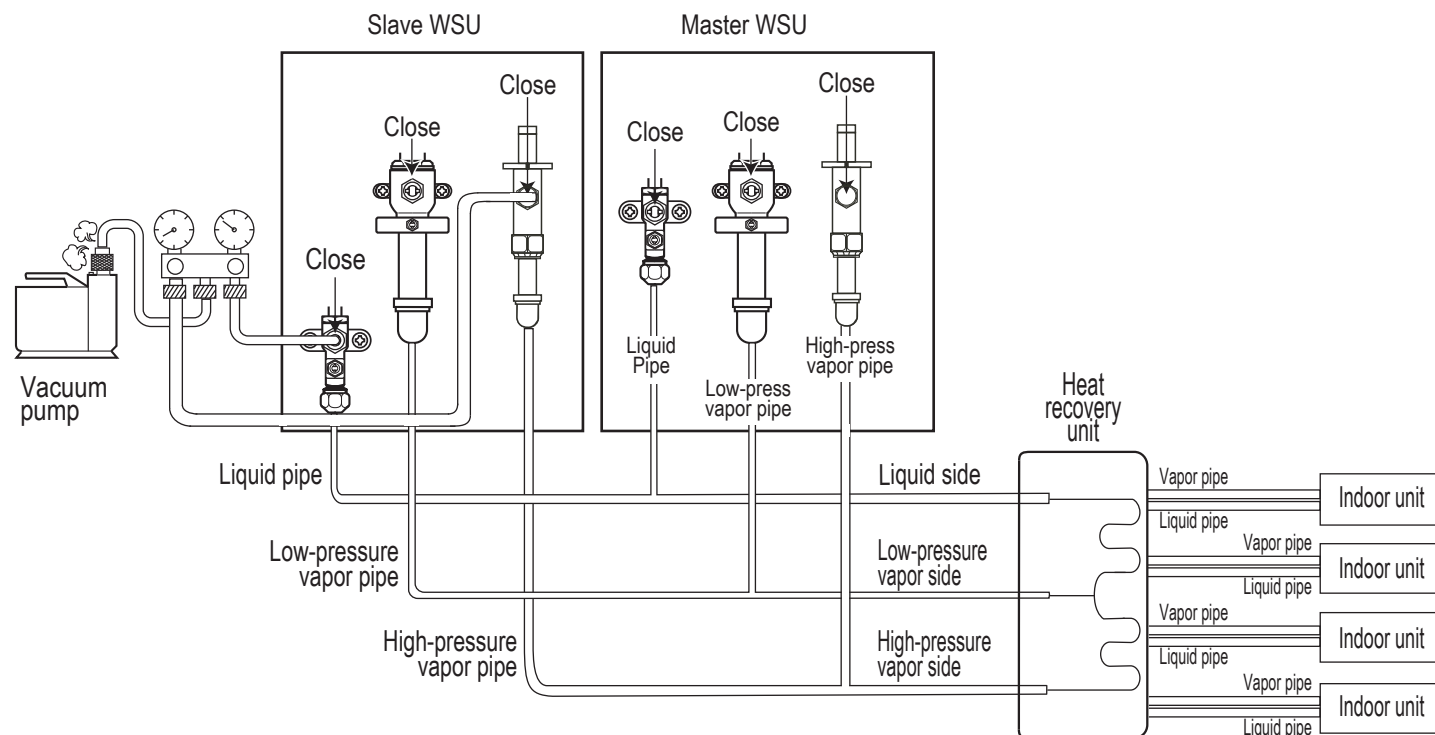 Slave WSU
Master WSU
Close
Close
Close
Close
Close
Close
Vacuum
pump
Liquid
Pipe
Low-press
vapor pipe
High-press
vapor pipe
Heat
recovery
unit
Liquid pipe
Liquid side
Low-pressure
vapor pipe
Low-pressure
vapor side
High-pressure
vapor pipe
High-pressure
vapor side
Vapor pipe
Liquid pipe
Indoor unit
Vapor pipe
Liquid pipe
Indoor unit
Vapor pipe
Liquid pipe
Indoor unit
Vapor pipe
Liquid pipe
Indoor unit